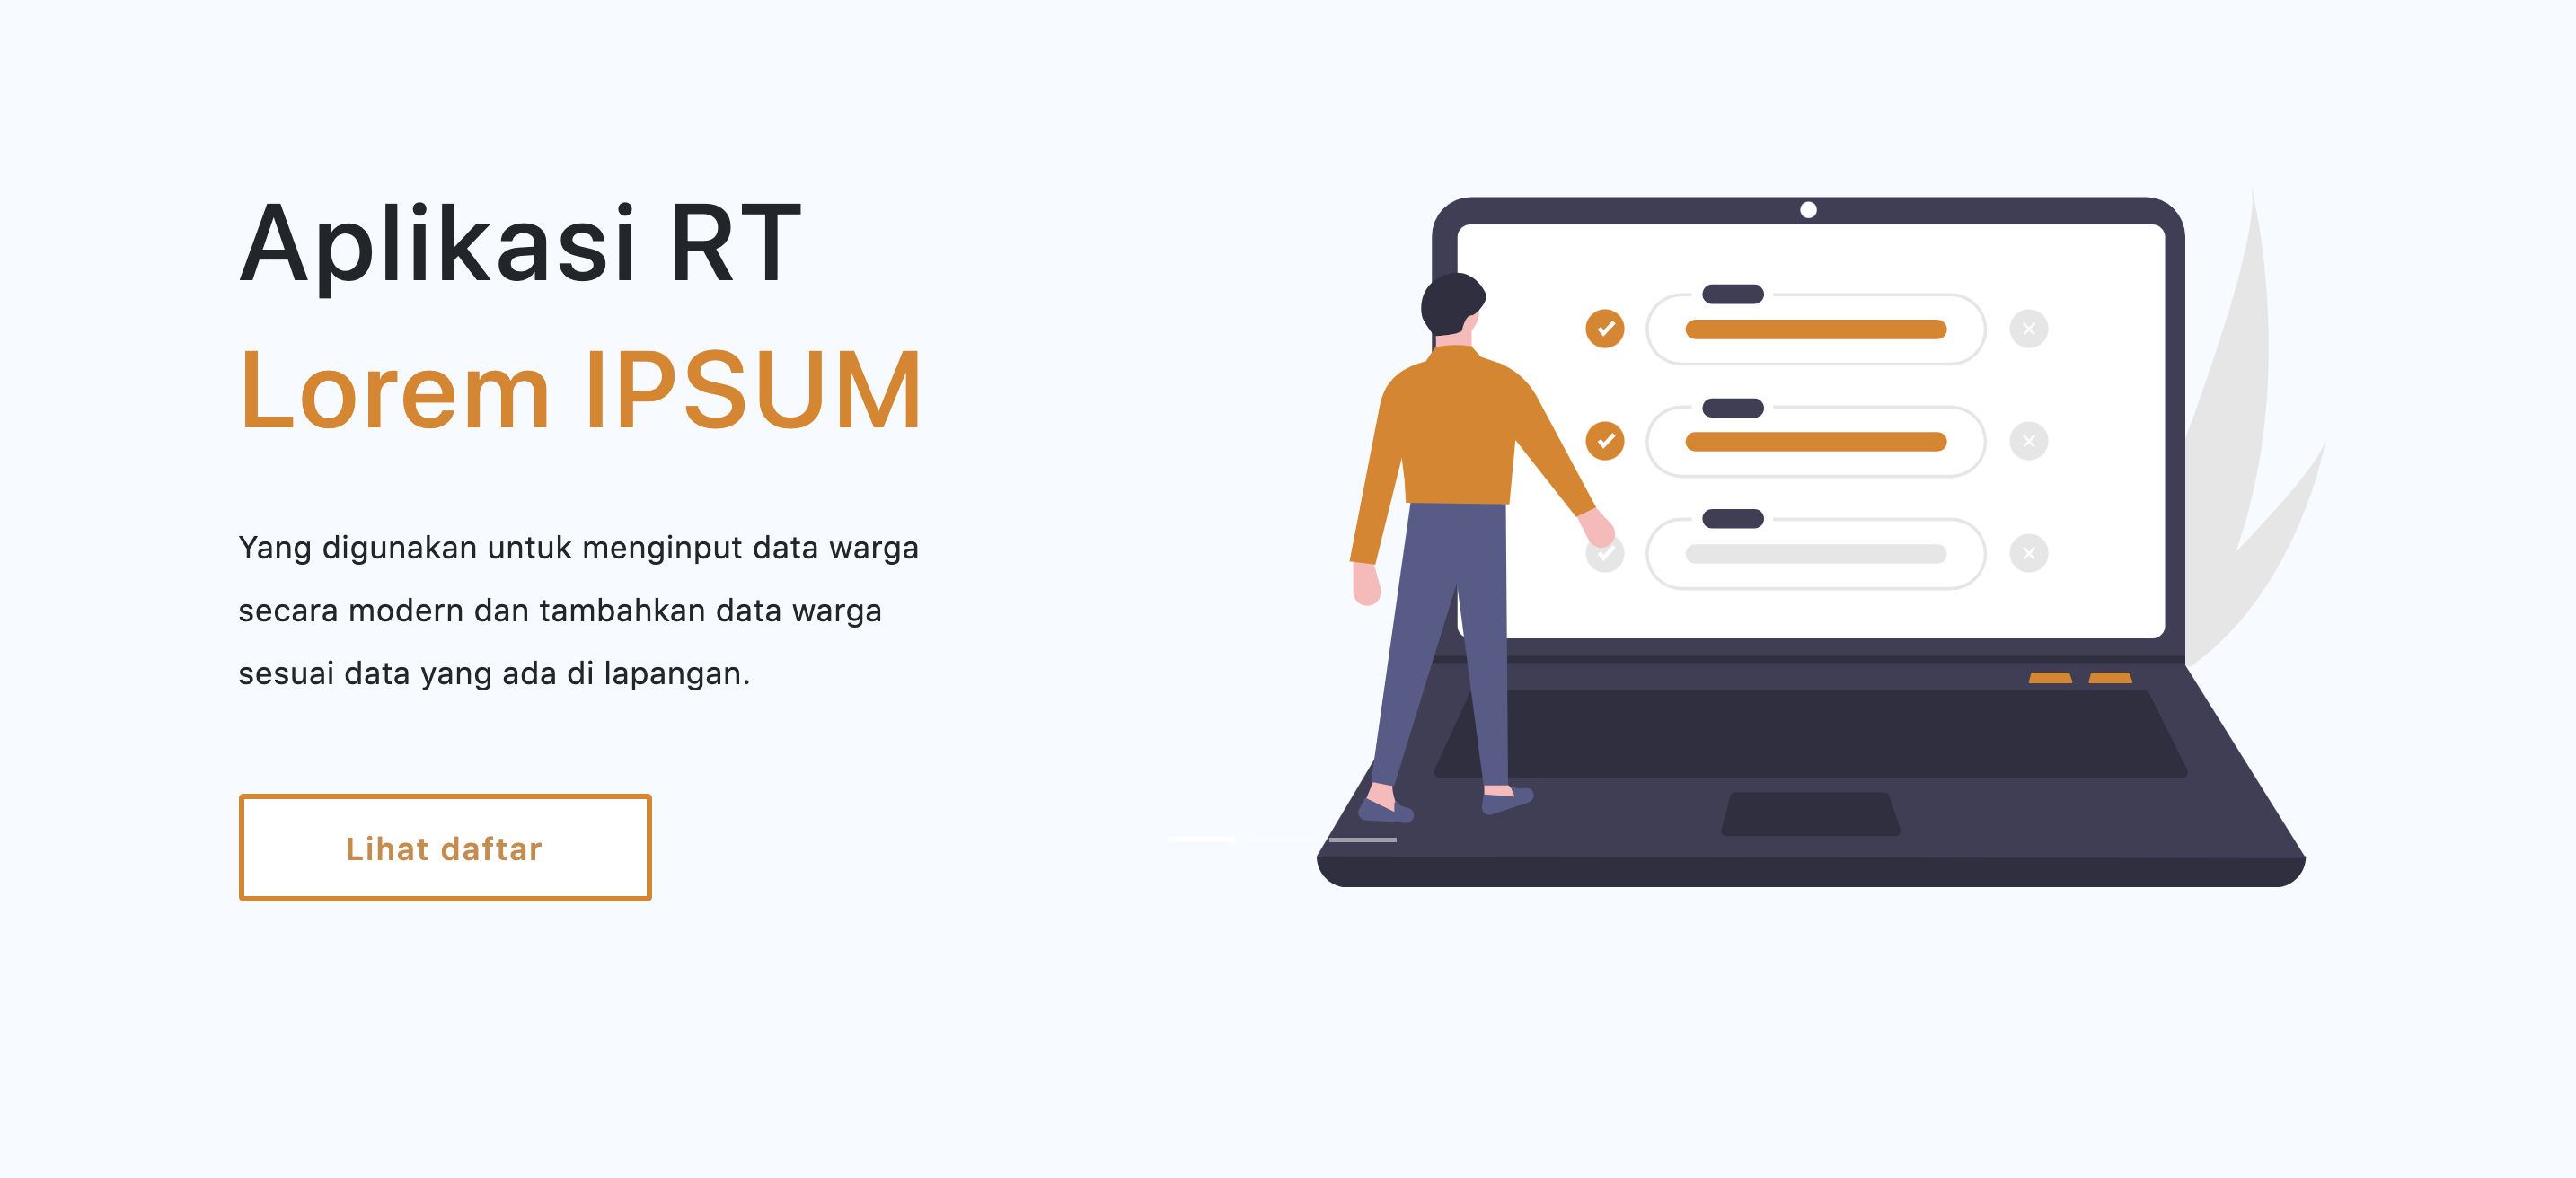 Aplikasi RT
Lorem IPSUM
Yang digunakan untuk menginput data warga
secara modern dan tambahkan data warga
sesuai data yang ada di lapangan.
Lihat daftar